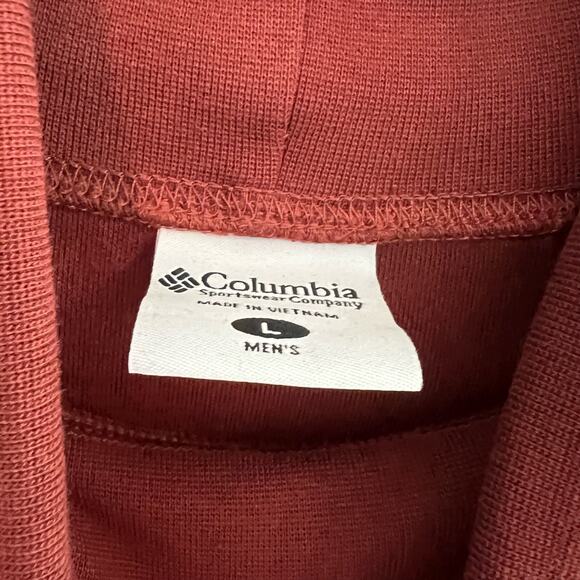 Columbia
Sportswear Company
MADE IN VIETNAM
L
MEN'S